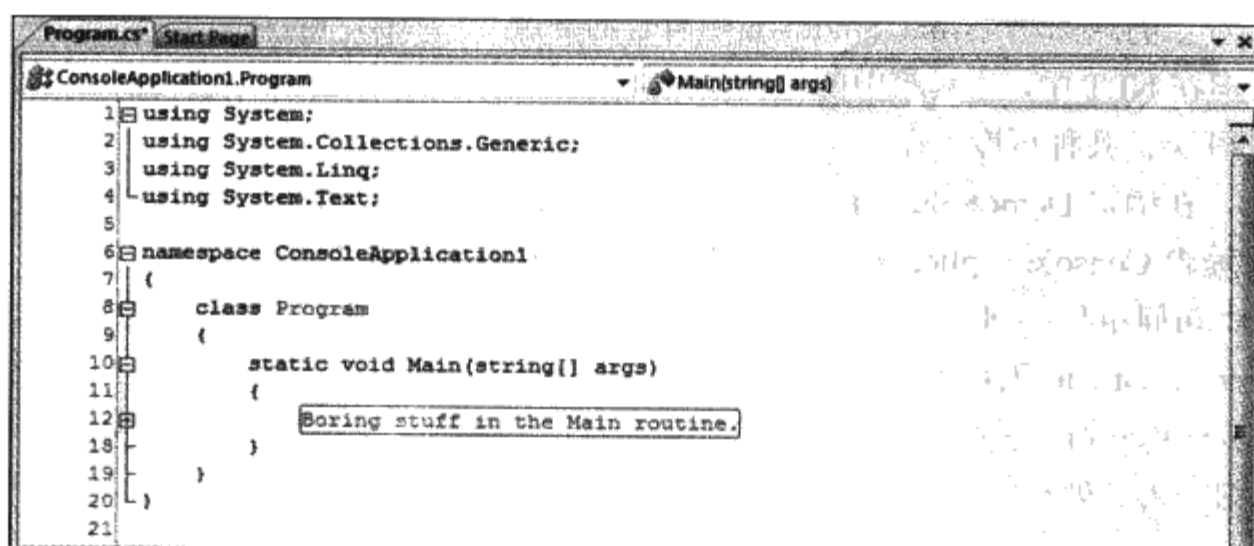 Program.cs* Start Page
ConsoleApplication1.Program Main(string[] args)
1 using System;
2 using System.Collections.Generic;
3 using System.Linq;
4 using System.Text;
5
6 namespace ConsoleApplication1
7 {
8 class Program
9 {
10 static void Main(string[] args)
11 {
12 Boring stuff in the Main routine.
18 }
19 }
20 }
21